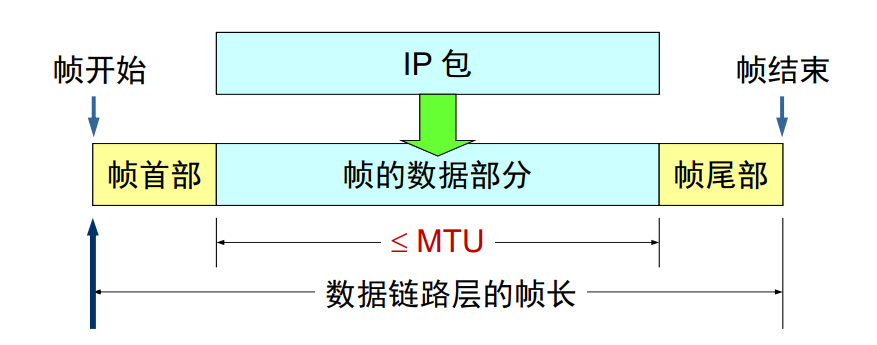 IP 包
帧开始
帧结束
帧首部
帧的数据部分
帧尾部
≤ MTU
数据链路层的帧长